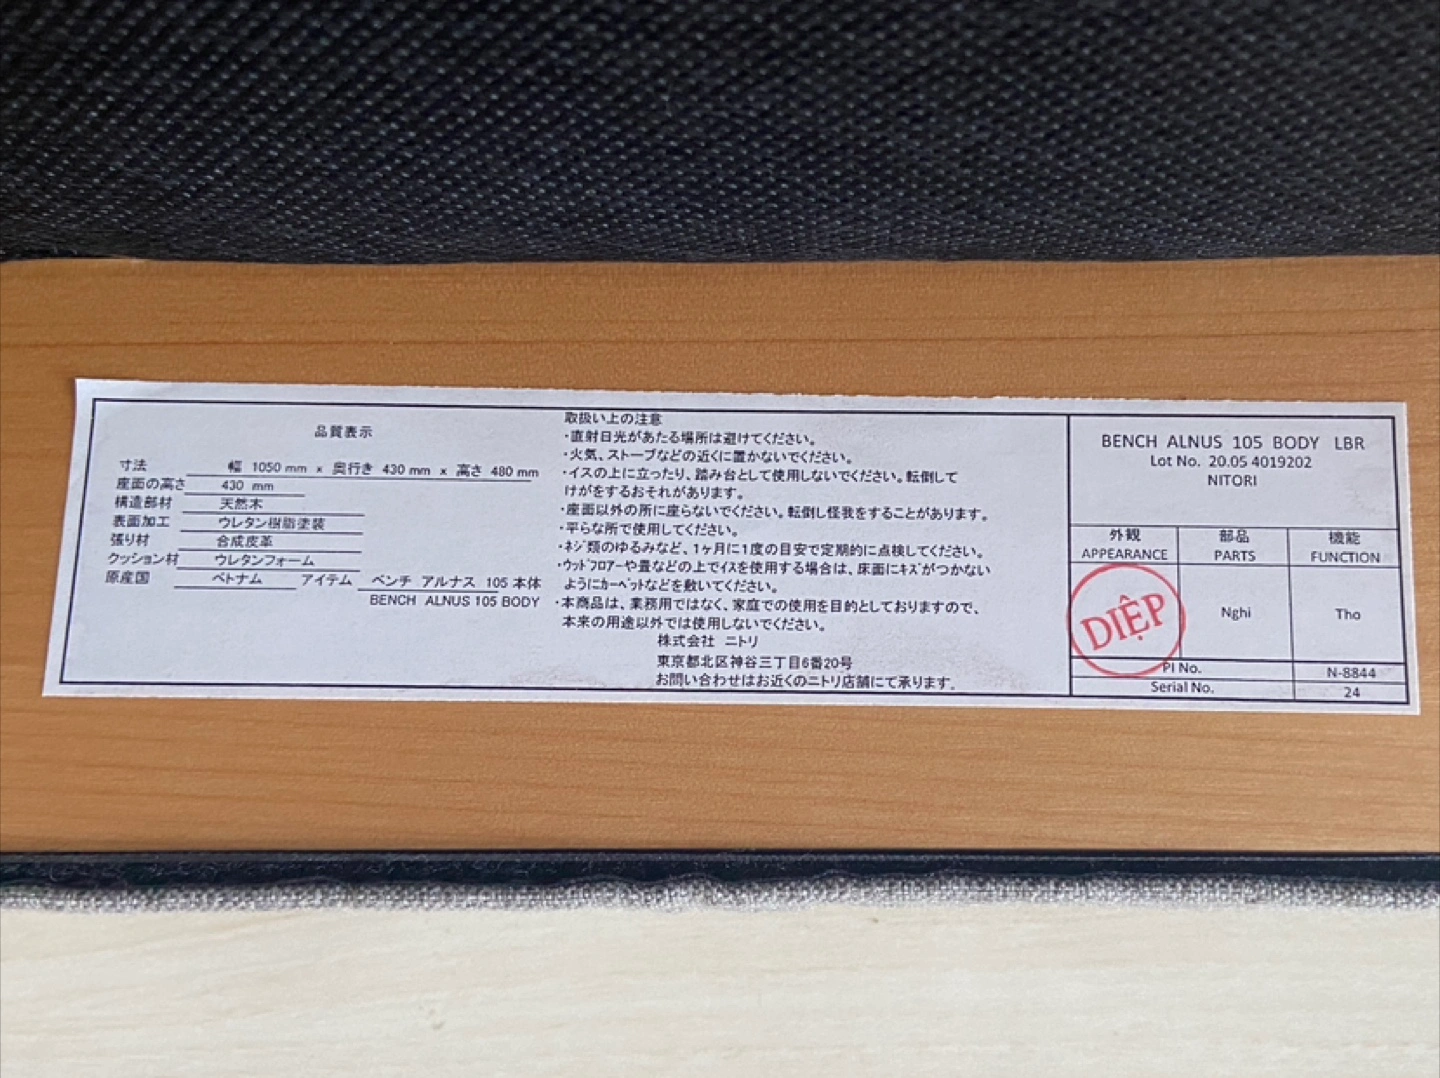 品質表示
寸法 幅 1050 mm x 奥行き 430 mm x 高さ 480 mm
座面の高さ 430 mm
構造部材 天然木
表面加工 ウレタン樹脂塗装
張り材 合成皮革
クッション材 ウレタンフォーム
原産国 ベトナム アイテム ベンチ アルナス 105 本体
BENCH ALNUS 105 BODY
取扱い上の注意
・直射日光があたる場所は避けてください。
・火気、ストーブなどの近くに置かないでください。
・イスの上に立ったり、踏み台として使用しないでください。転倒して
けがをするおそれがあります。
・座面以外の所に座らないでください。転倒し怪我をすることがあります。
・平らな所で使用してください。
・ネジ類のゆるみなど、1ヶ月に1度の目安で定期的に点検してください。
・ウッドフロアーや畳などの上でイスを使用する場合は、床面にキズがつかない
ようにカーペットなどを敷いてください。
・本商品は、業務用ではなく、家庭での使用を目的としておりますので、
本来の用途以外では使用しないでください。
株式会社 ニトリ
東京都北区神谷三丁目6番20号
お問い合わせはお近くのニトリ店舗にて承ります。
BENCH ALNUS 105 BODY LBR
Lot No. 20.05 4019202
NITORI
外観 部品 機能
APPEARANCE PARTS FUNCTION
DIỆP Nghi Tho
PI No. N-8844
Serial No. 24